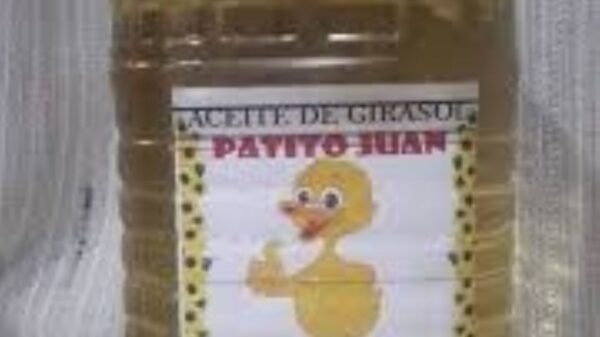 ACEITE DE GIRASOL
PATITO JUAN